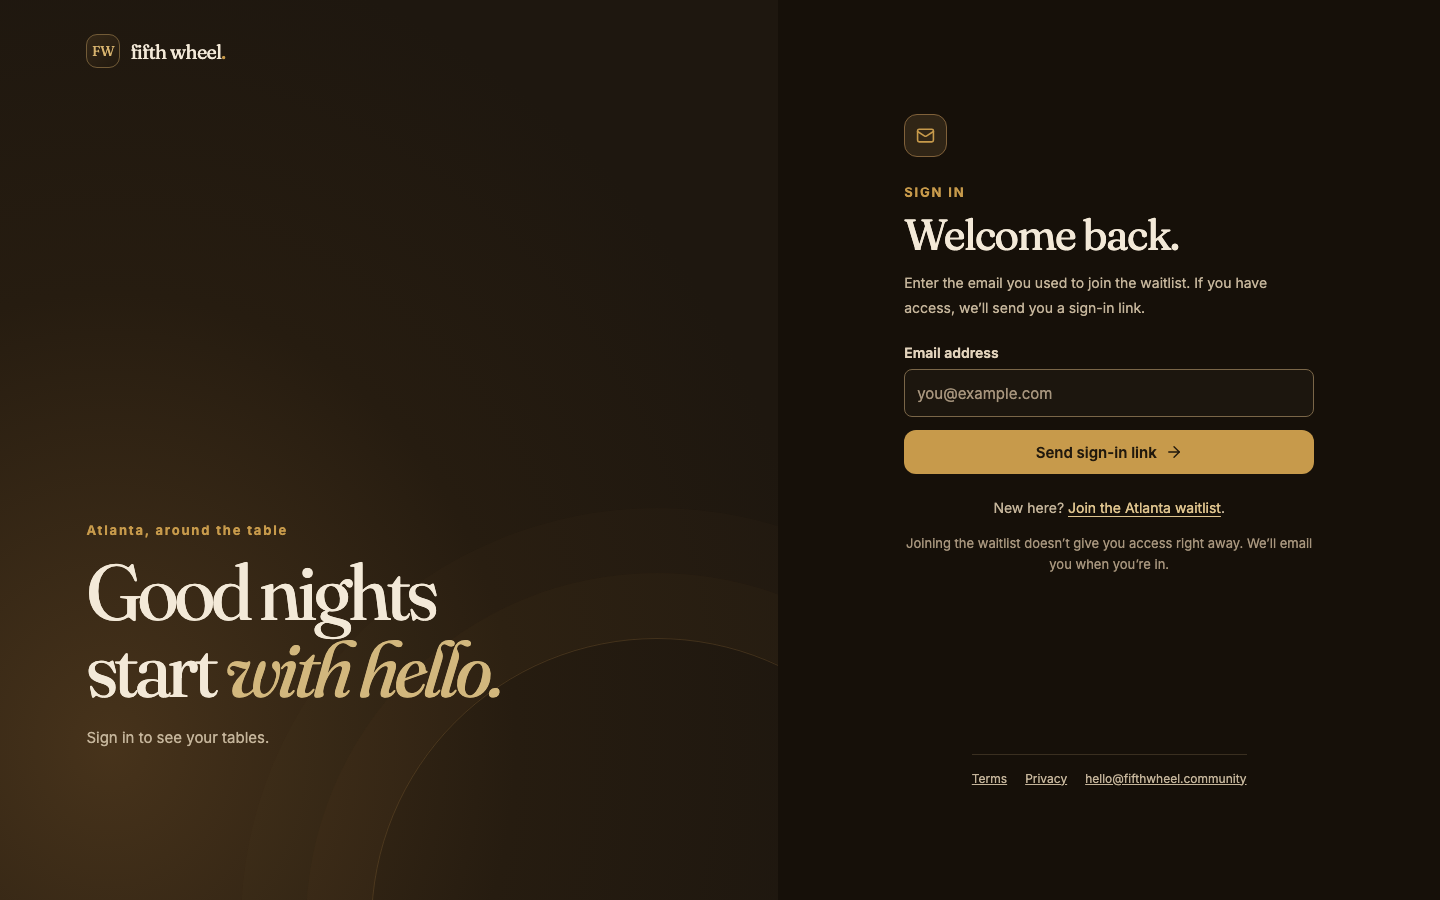 FW
fifth wheel.
Atlanta, around the table
Good nights
start with hello.
Sign in to see your tables.
SIGN IN
Welcome back.
Enter the email you used to join the waitlist. If you have
access, we’ll send you a sign-in link.
Email address
you@example.com
Send sign-in link →
New here? Join the Atlanta waitlist.
Joining the waitlist doesn’t give you access right away. We’ll email
you when you’re in.
Terms Privacy hello@fifthwheel.community